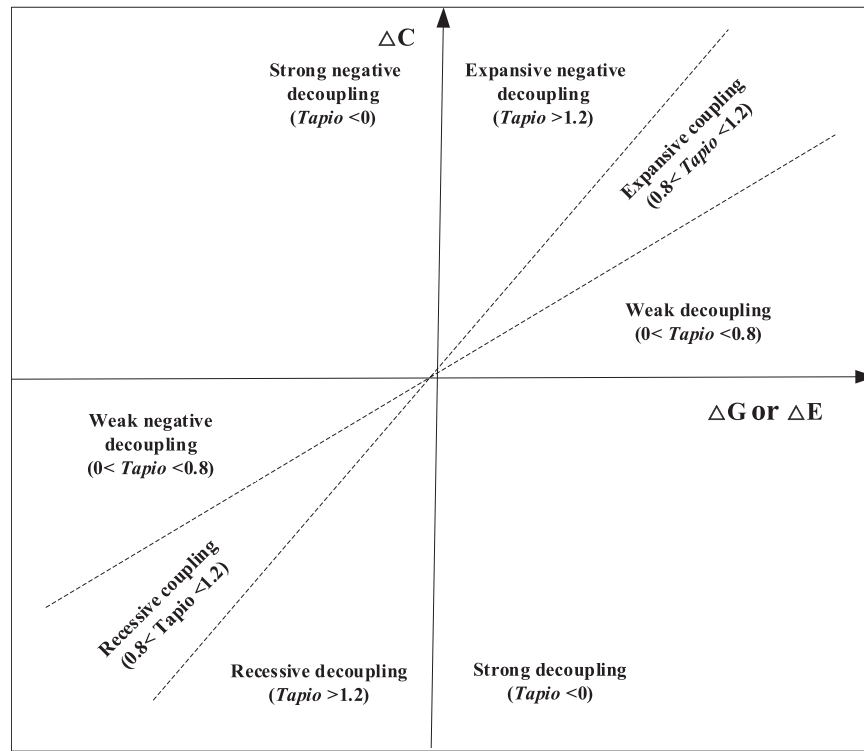 △C
Strong negative
decoupling
(Tapio <0)
Expansive negative
decoupling
(Tapio >1.2)
Expansive coupling
(0.8< Tapio <1.2)
Weak decoupling
(0< Tapio <0.8)
△G or △E
Weak negative
decoupling
(0< Tapio <0.8)
Recessive coupling
(0.8< Tapio <1.2)
Recessive decoupling
(Tapio >1.2)
Strong decoupling
(Tapio <0)